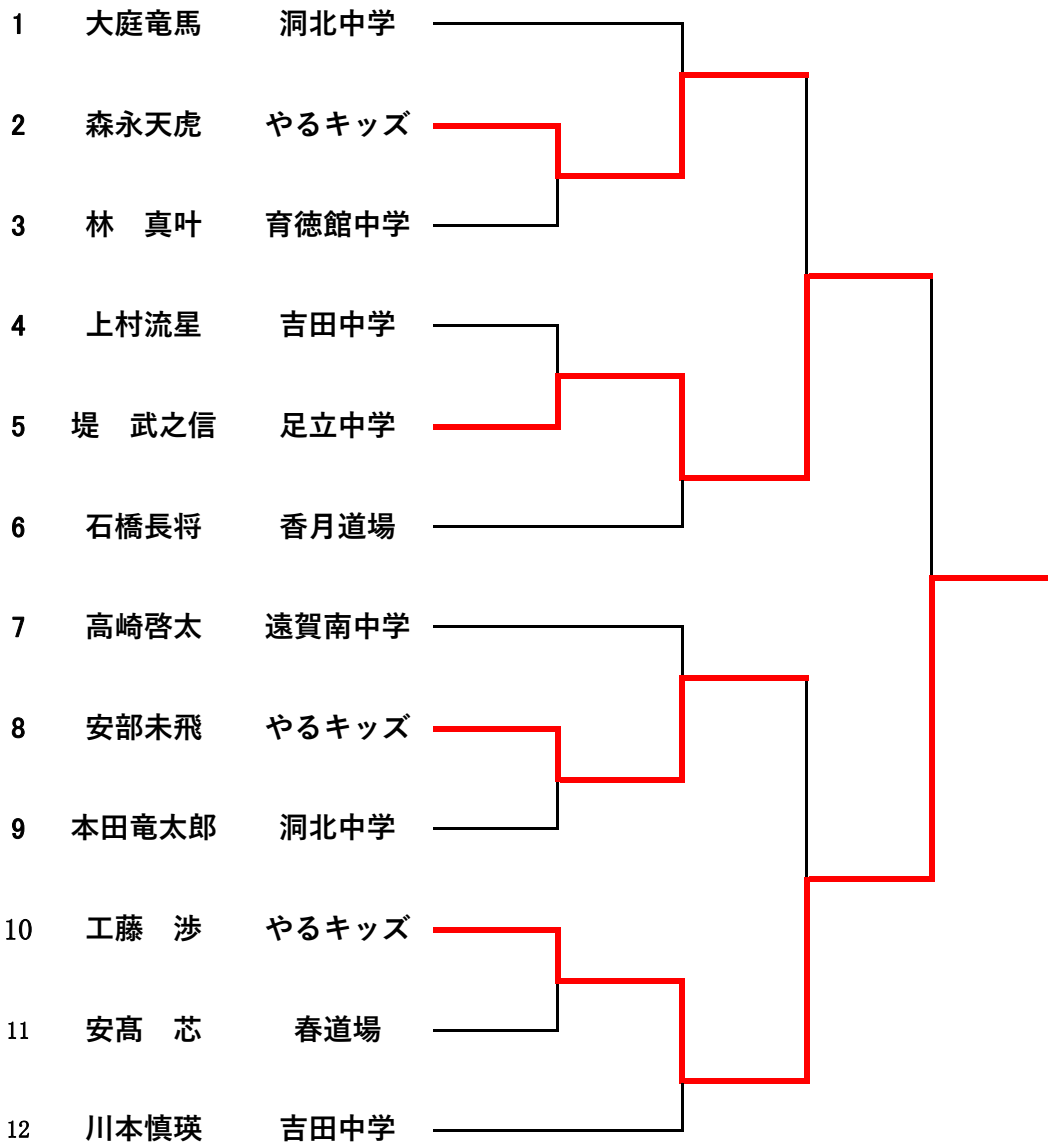 1 大庭竜馬 洞北中学
2 森永天虎 やるキッズ
3 林　真叶 育徳館中学
4 上村流星 吉田中学
5 堤　武之信 足立中学
6 石橋長将 香月道場
7 高崎啓太 遠賀南中学
8 安部未飛 やるキッズ
9 本田竜太郎 洞北中学
10 工藤　渉 やるキッズ
11 安髙　芯 春道場
12 川本慎瑛 吉田中学